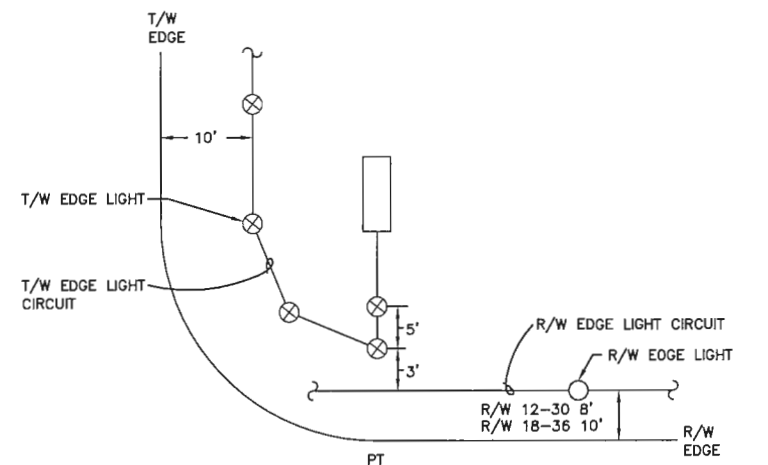 T/W
EDGE
10'
T/W EDGE LIGHT
T/W EDGE LIGHT
CIRCUIT
5'
3'
R/W EDGE LIGHT CIRCUIT
R/W EDGE LIGHT
R/W 12-30 8'
R/W 18-36 10'
R/W
EDGE
PT